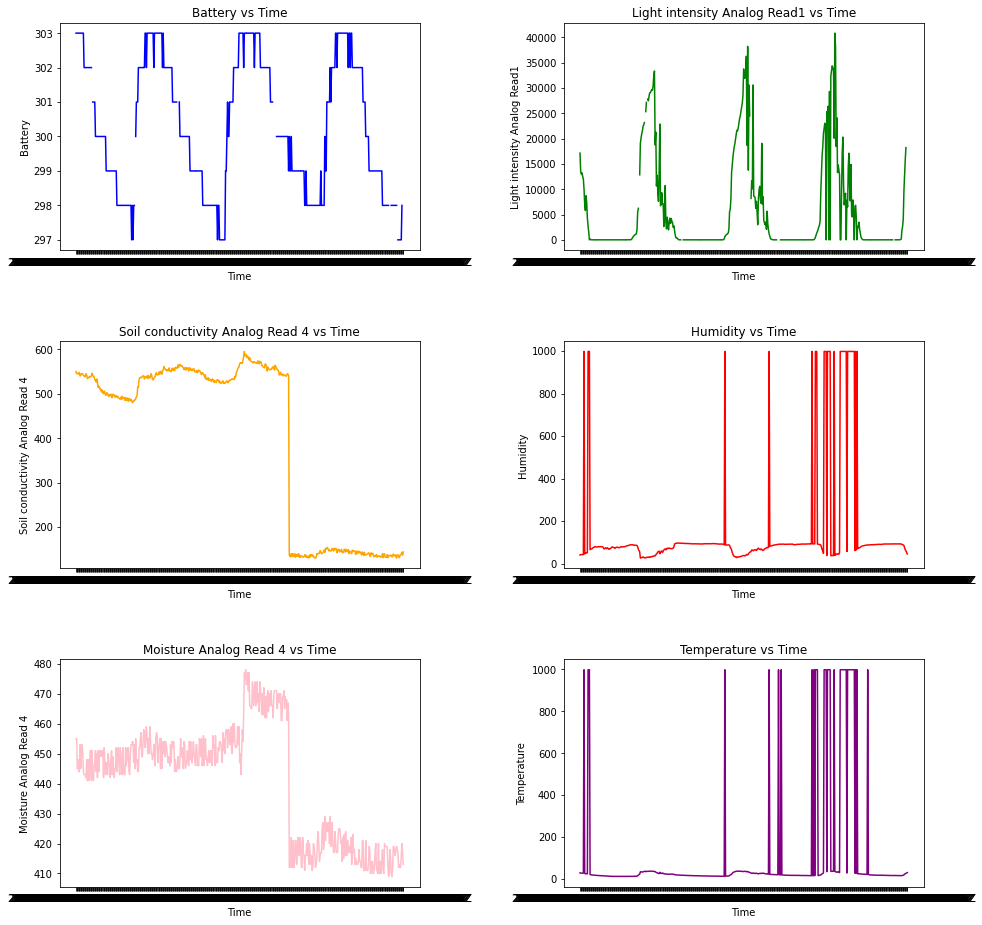 Battery vs Time
Battery
303
302
301
300
299
298
297
Time
Light intensity Analog Read1 vs Time
Light intensity Analog Read1
40000
35000
30000
25000
20000
15000
10000
5000
0
Time
Soil conductivity Analog Read 4 vs Time
Soil conductivity Analog Read 4
600
500
400
300
200
Time
Humidity vs Time
Humidity
1000
800
600
400
200
0
Time
Moisture Analog Read 4 vs Time
Moisture Analog Read 4
480
470
460
450
440
430
420
410
Time
Temperature vs Time
Temperature
1000
800
600
400
200
0
Time